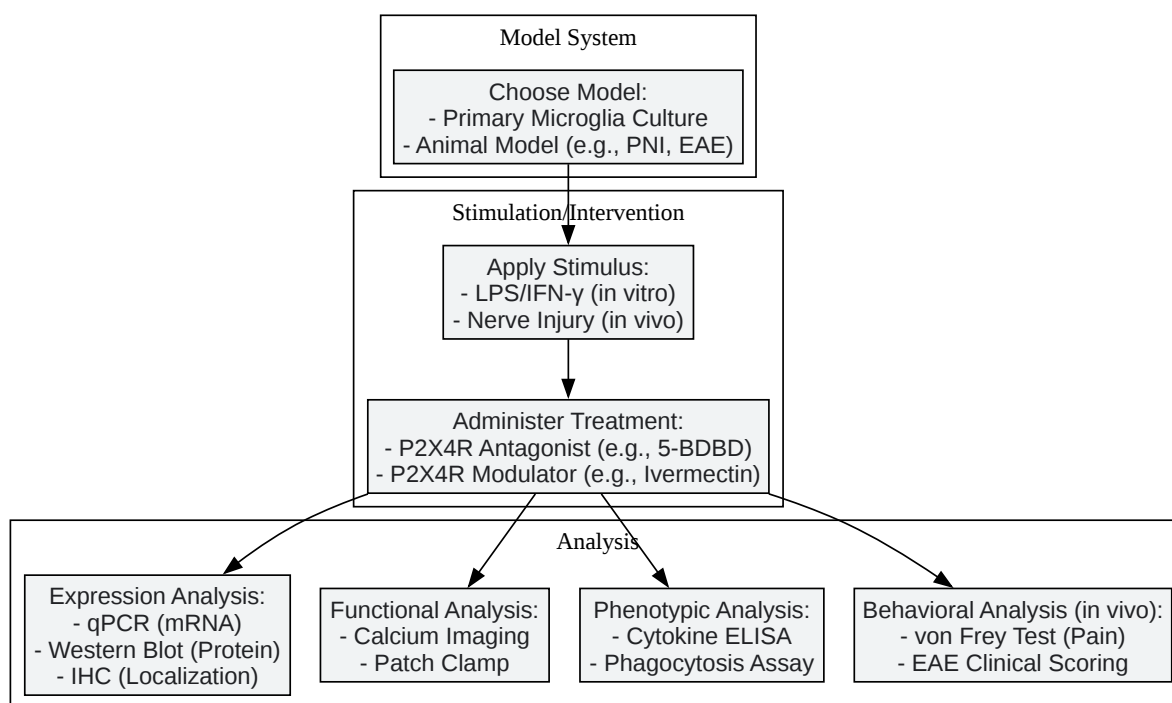 Model System
Choose Model:
- Primary Microglia Culture
- Animal Model (e.g., PNI, EAE)
Stimulation/Intervention
Apply Stimulus:
- LPS/IFN-γ (in vitro)
- Nerve Injury (in vivo)
Administer Treatment:
- P2X4R Antagonist (e.g., 5-BDBD)
- P2X4R Modulator (e.g., Ivermectin)
Analysis
Expression Analysis:
- qPCR (mRNA)
- Western Blot (Protein)
- IHC (Localization)
Functional Analysis:
- Calcium Imaging
- Patch Clamp
Phenotypic Analysis:
- Cytokine ELISA
- Phagocytosis Assay
Behavioral Analysis (in vivo):
- von Frey Test (Pain)
- EAE Clinical Scoring